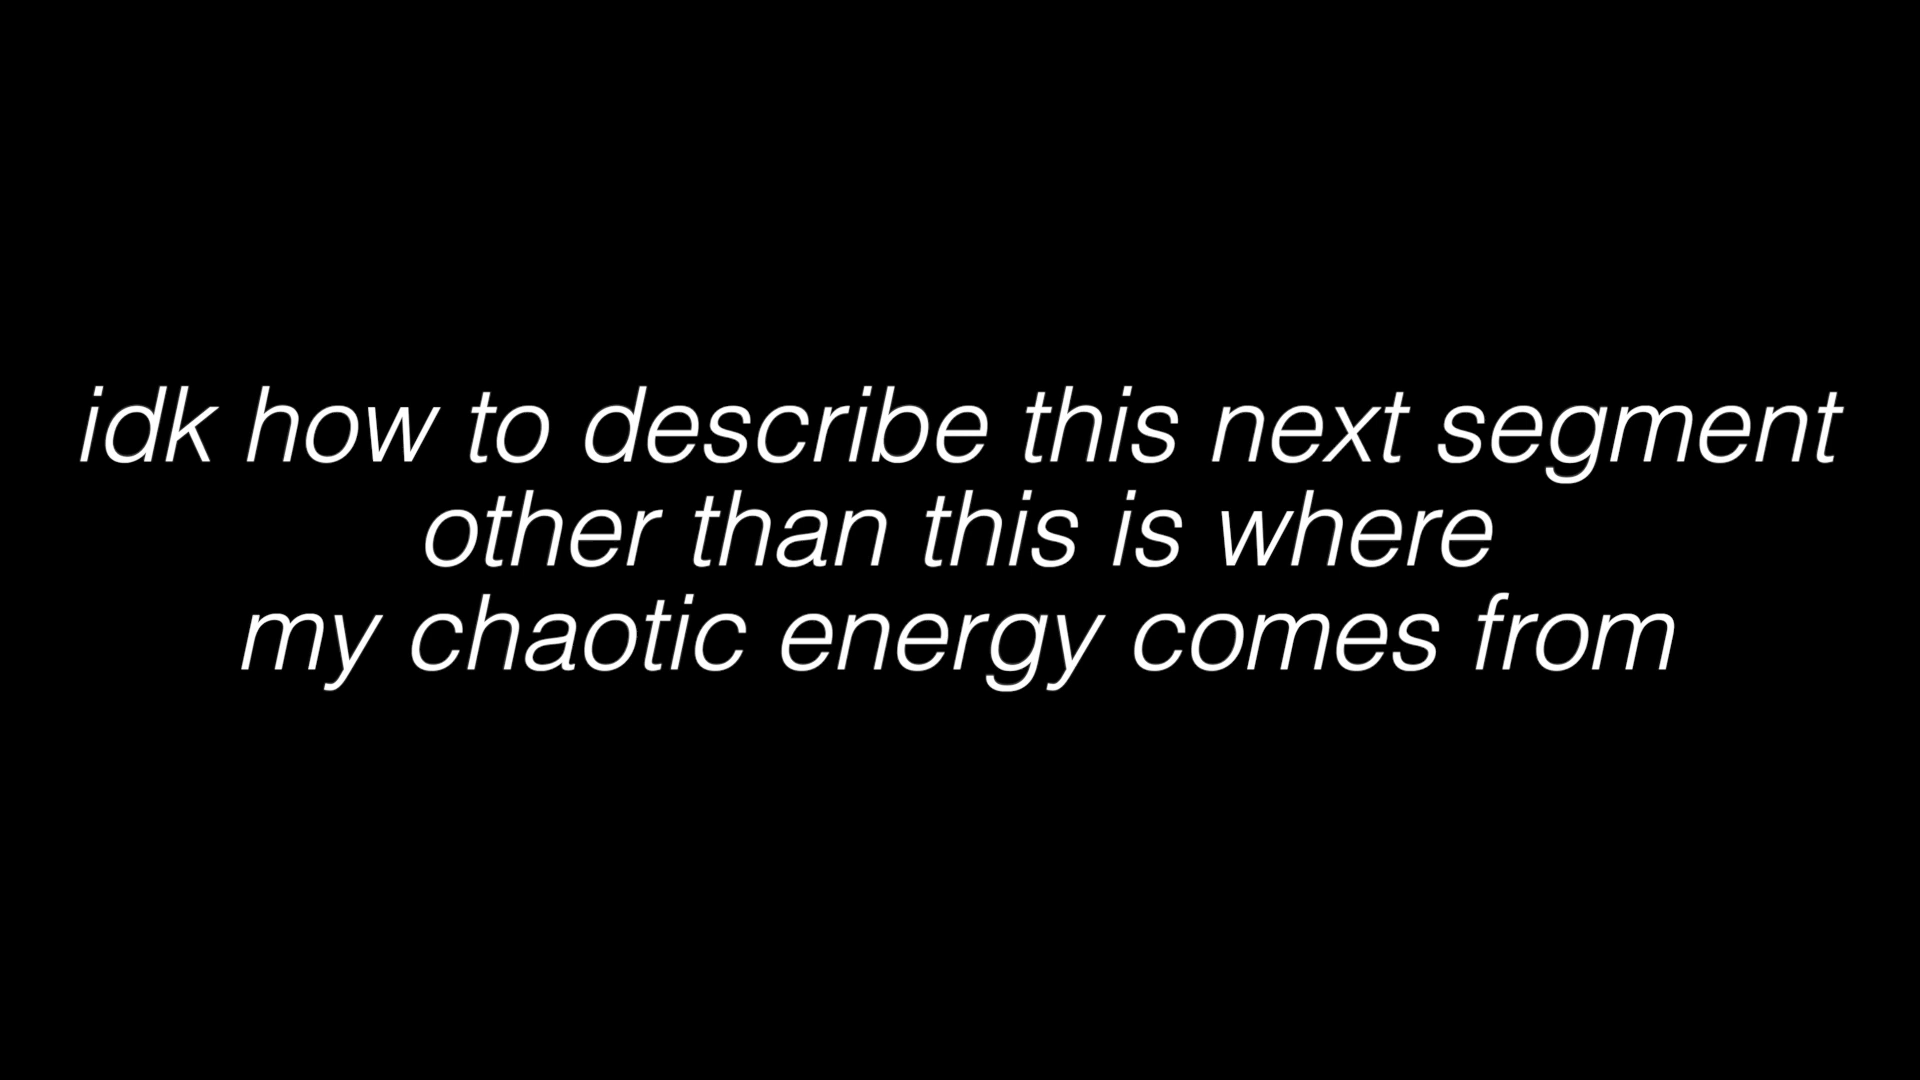 idk how to describe this next segment
other than this is where
my chaotic energy comes from